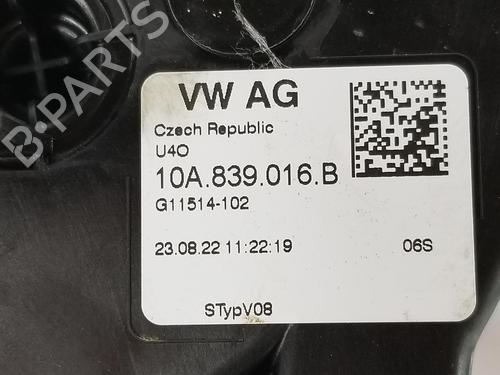 B-PARTS
VW AG
Czech Republic
U4O
10A.839.016.B
G11514-102
23.08.22 11:22:19 06S
STypV08